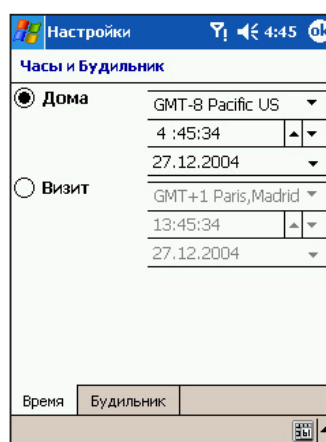 Настройки 4:45 ok
Часы и Будильник
Дома GMT-8 Pacific US
4 :45:34
27.12.2004
Визит GMT+1 Paris,Madrid
13:45:34
27.12.2004
Время Будильник